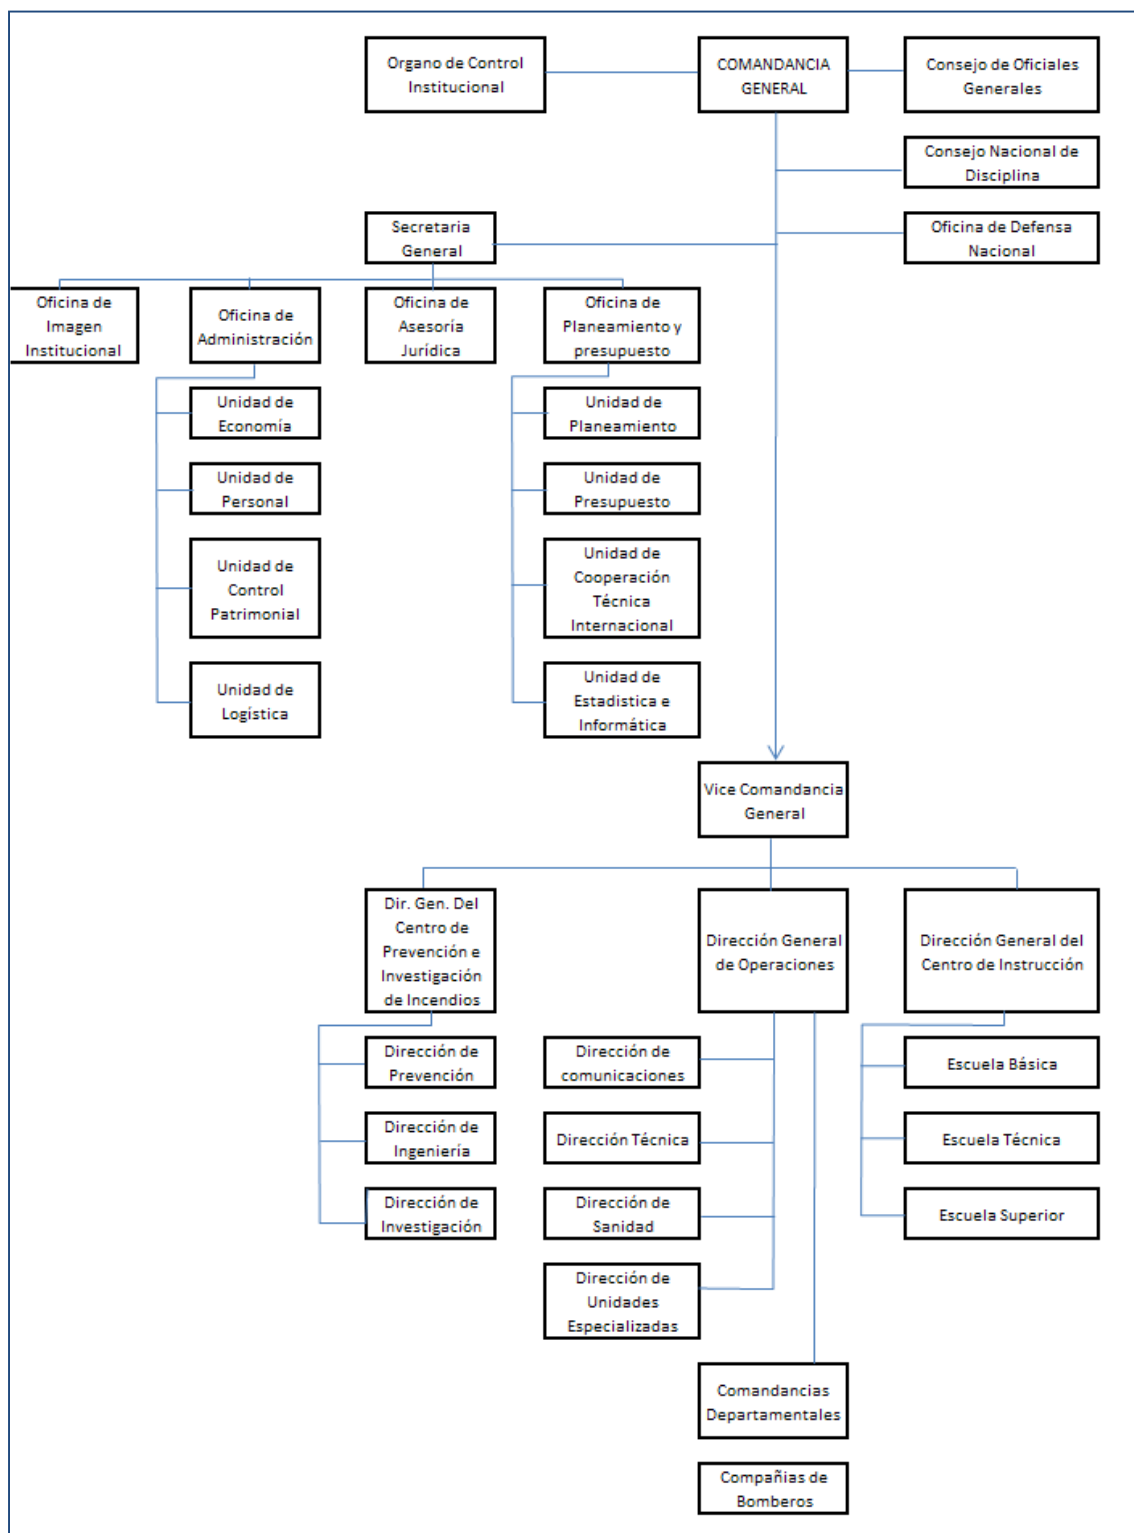 Organo de Control
Institucional
COMANDANCIA
GENERAL
Consejo de Oficiales
Generales
Consejo Nacional de
Disciplina
Secretaria
General
Oficina de Defensa
Nacional
Oficina de
Imagen
Institucional
Oficina de
Administración
Oficina de
Asesoría
Jurídica
Oficina de
Planeamiento y
presupuesto
Unidad de
Economía
Unidad de
Planeamiento
Unidad de
Personal
Unidad de
Presupuesto
Unidad de
Control
Patrimonial
Unidad de
Cooperación
Técnica
Internacional
Unidad de
Logística
Unidad de
Estadistica e
Informática
Vice Comandancia
General
Dir. Gen. Del
Centro de
Prevención e
Investigación
de Incendios
Dirección General
de Operaciones
Dirección General del
Centro de Instrucción
Dirección de
Prevención
Dirección de
comunicaciones
Escuela Básica
Dirección de
Ingeniería
Dirección Técnica
Escuela Técnica
Dirección de
Investigación
Dirección de
Sanidad
Escuela Superior
Dirección de
Unidades
Especializadas
Comandancias
Departamentales
Compañias de
Bomberos